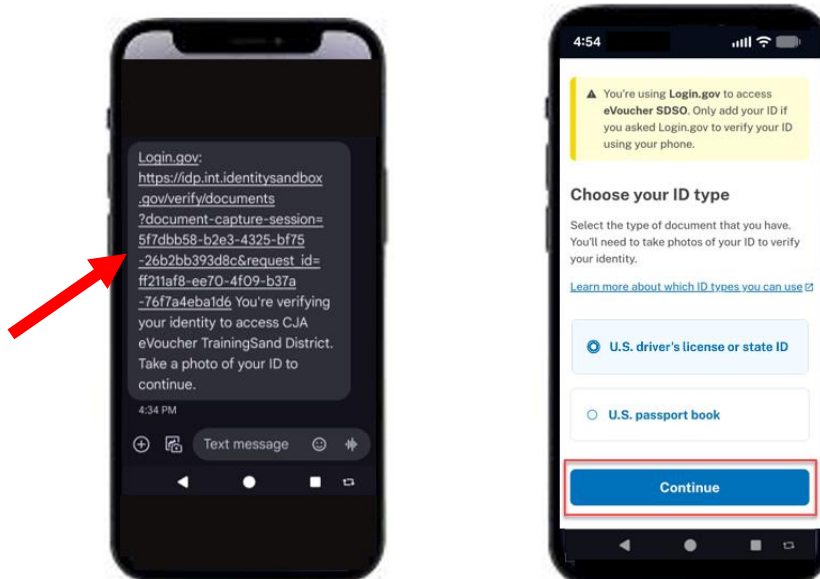 Login.gov:
https://idp.int.identitysandbox
.gov/verify/documents
?document-capture-session=
5f7dbb58-b2e3-4325-bf75
-26b2bb393d8c&request_id=
ff211af8-ee70-4f09-b37a
-76f7a4eba1d6 You're verifying
your identity to access CJA
eVoucher TrainingSand District.
Take a photo of your ID to
continue.
4:34 PM
Text message
4:54
You're using Login.gov to access
eVoucher SDSO. Only add your ID if
you asked Login.gov to verify your ID
using your phone.
Choose your ID type
Select the type of document that you have.
You'll need to take photos of your ID to verify
your identity.
Learn more about which ID types you can use
U.S. driver's license or state ID
U.S. passport book
Continue